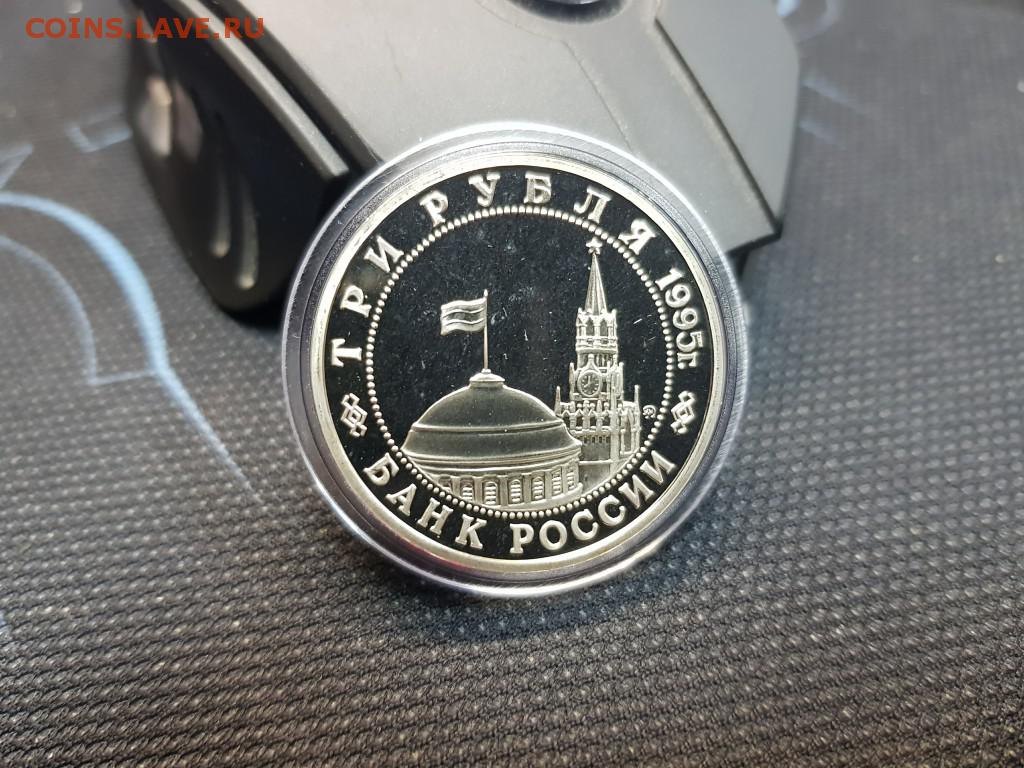 COINS.LAVE.RU
ТРИ РУБЛЯ 1995г.
БАНК РОССИИ